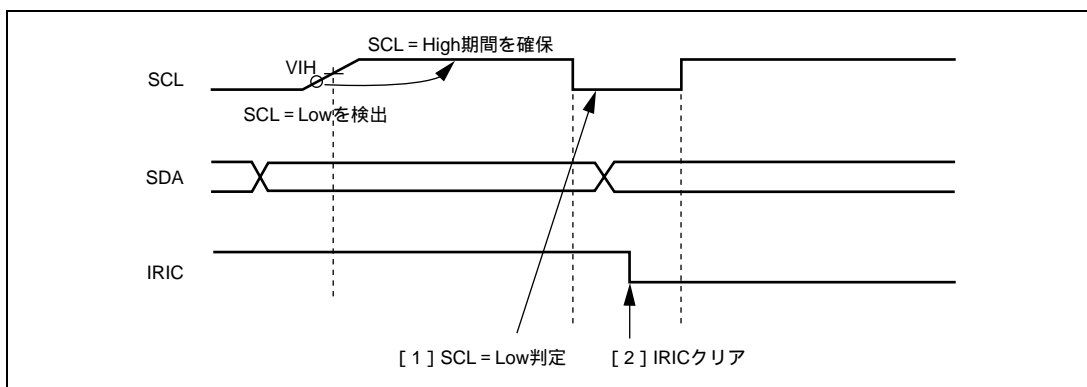 SCL = High期間を確保
VIH
SCL
SCL = Lowを検出
SDA
IRIC
[ 1 ] SCL = Low判定
[ 2 ] IRICクリア